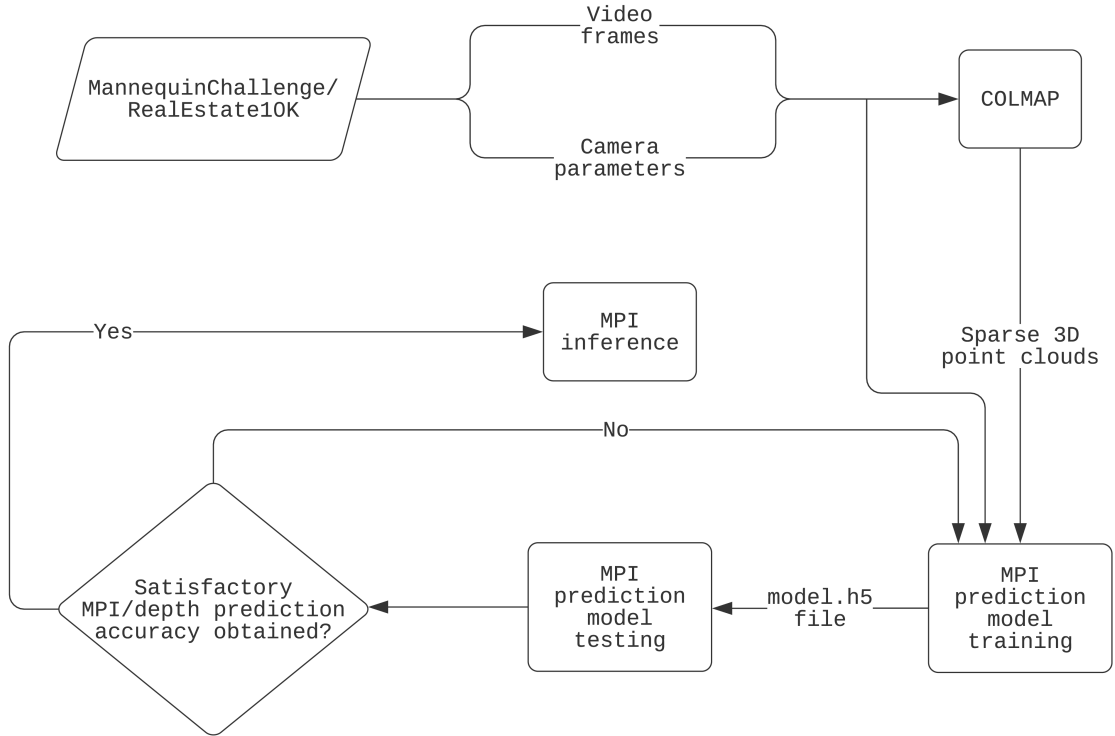 Video
frames
MannequinChallenge/
RealEstate10K
COLMAP
Camera
parameters
MPI
inference
Yes
Sparse 3D
point clouds
No
Satisfactory
MPI/depth prediction
accuracy obtained?
MPI
prediction
model
testing
model.h5
file
MPI
prediction
model
training